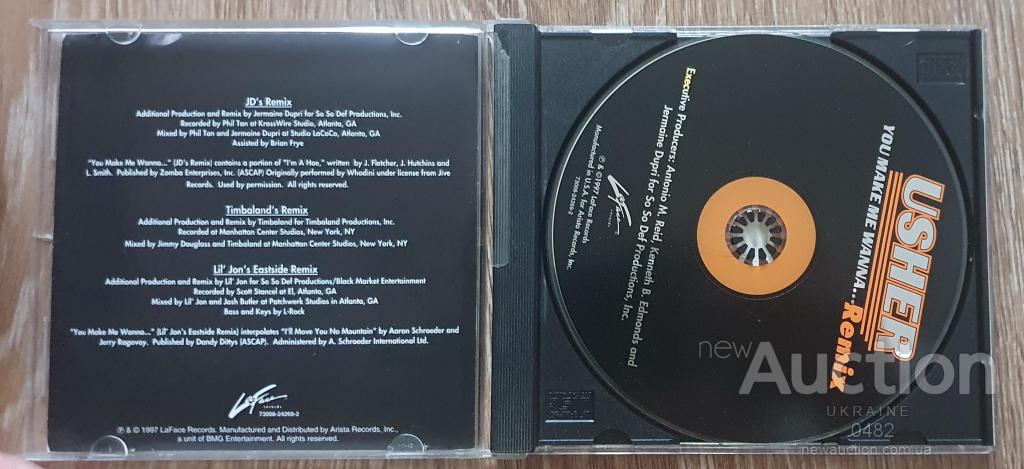 JD's Remix
Additional Production and Remix by Jermaine Dupri for So So Def Productions, Inc.
Recorded by Phil Tan at KrossWire Studio, Atlanta, GA
Mixed by Phil Tan and Jermaine Dupri at Studio LaCoCo, Atlanta, GA
Assisted by Brian Frye
"You Make Me Wanna..." (JD's Remix) contains a portion of "I'm A Hoe," written by J. Fletcher, J. Hutchins and
L. Smith. Published by Zomba Enterprises, Inc. (ASCAP) Originally performed by Whodini under license from Jive
Records. Used by permission. All rights reserved.
Timbaland's Remix
Additional Production and Remix by Timbaland for Timbaland Productions, Inc.
Recorded at Manhattan Center Studios, New York, NY
Mixed by Jimmy Douglass and Timbaland at Manhattan Center Studios, New York, NY
Lil' Jon's Eastside Remix
Additional Production and Remix by Lil' Jon for So So Def Productions/Black Market Entertainment
Recorded by Scott Stancel at EI, Atlanta, GA
Mixed by Lil' Jon and Josh Butler at Patchwerk Studios in Atlanta, GA
Bass and Keys by L-Rock
"You Make Me Wanna..." (Lil' Jon's Eastside Remix) interpolates "I'll Move You No Mountain" by Aaron Schroeder and
Jerry Ragovoy. Published by Dandy Dittys (ASCAP). Administered by A. Schroeder International Ltd.
LaFace
RECORDS
73008-24269-2
℗ & © 1997 LaFace Records. Manufactured and Distributed by Arista Records, Inc.,
a unit of BMG Entertainment. All rights reserved.
USHER
YOU MAKE ME WANNA... Remix
Executive Producers: Antonio M. Reid, Kenneth B. Edmonds and
Jermaine Dupri for So So Def Productions, Inc.
LaFace
RECORDS
℗ & © 1997 LaFace Records
Manufactured in U.S.A. for Arista Records, Inc.
73008-24269-2
new Auction
UKRAINE
0482
newauction.com.ua